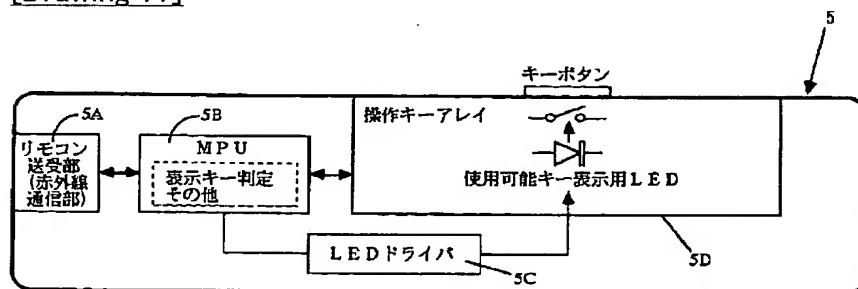 5
キーボタン
5A
5B
操作キーアレイ
リモコン
送受部
(赤外線
通信部)
MPU
表示キー判定
その他
使用可能キー表示用LED
LEDドライバ
5C
5D